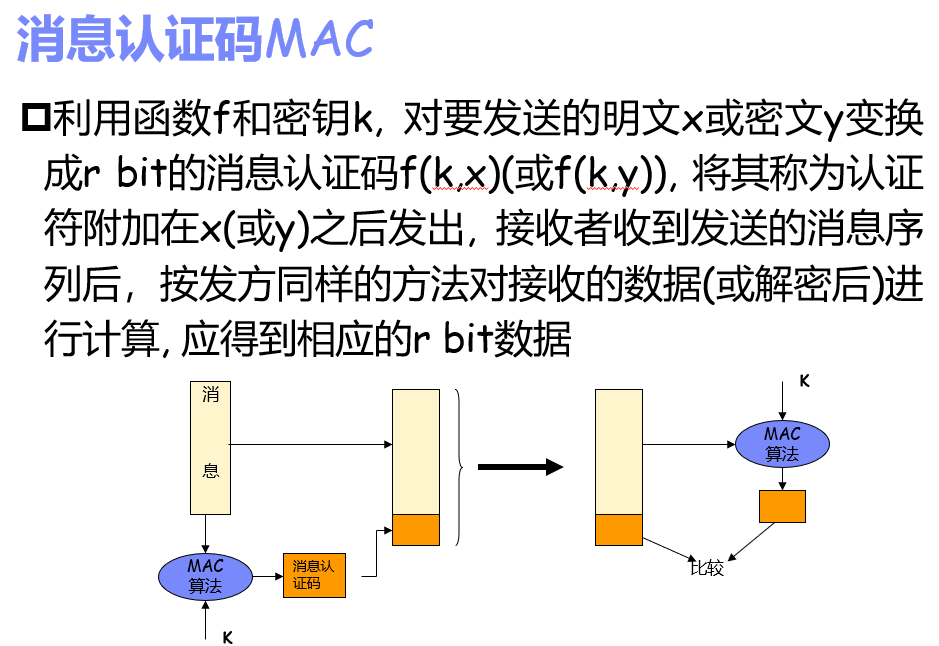 消息认证码MAC
利用函数f和密钥k, 对要发送的明文x或密文y变换
成r bit的消息认证码f(k,x)(或f(k,y)), 将其称为认证
符附加在x(或y)之后发出, 接收者收到发送的消息序
列后，按发方同样的方法对接收的数据(或解密后)进
行计算, 应得到相应的r bit数据
消
息
MAC
算法
K
消息认
证码
K
MAC
算法
比较